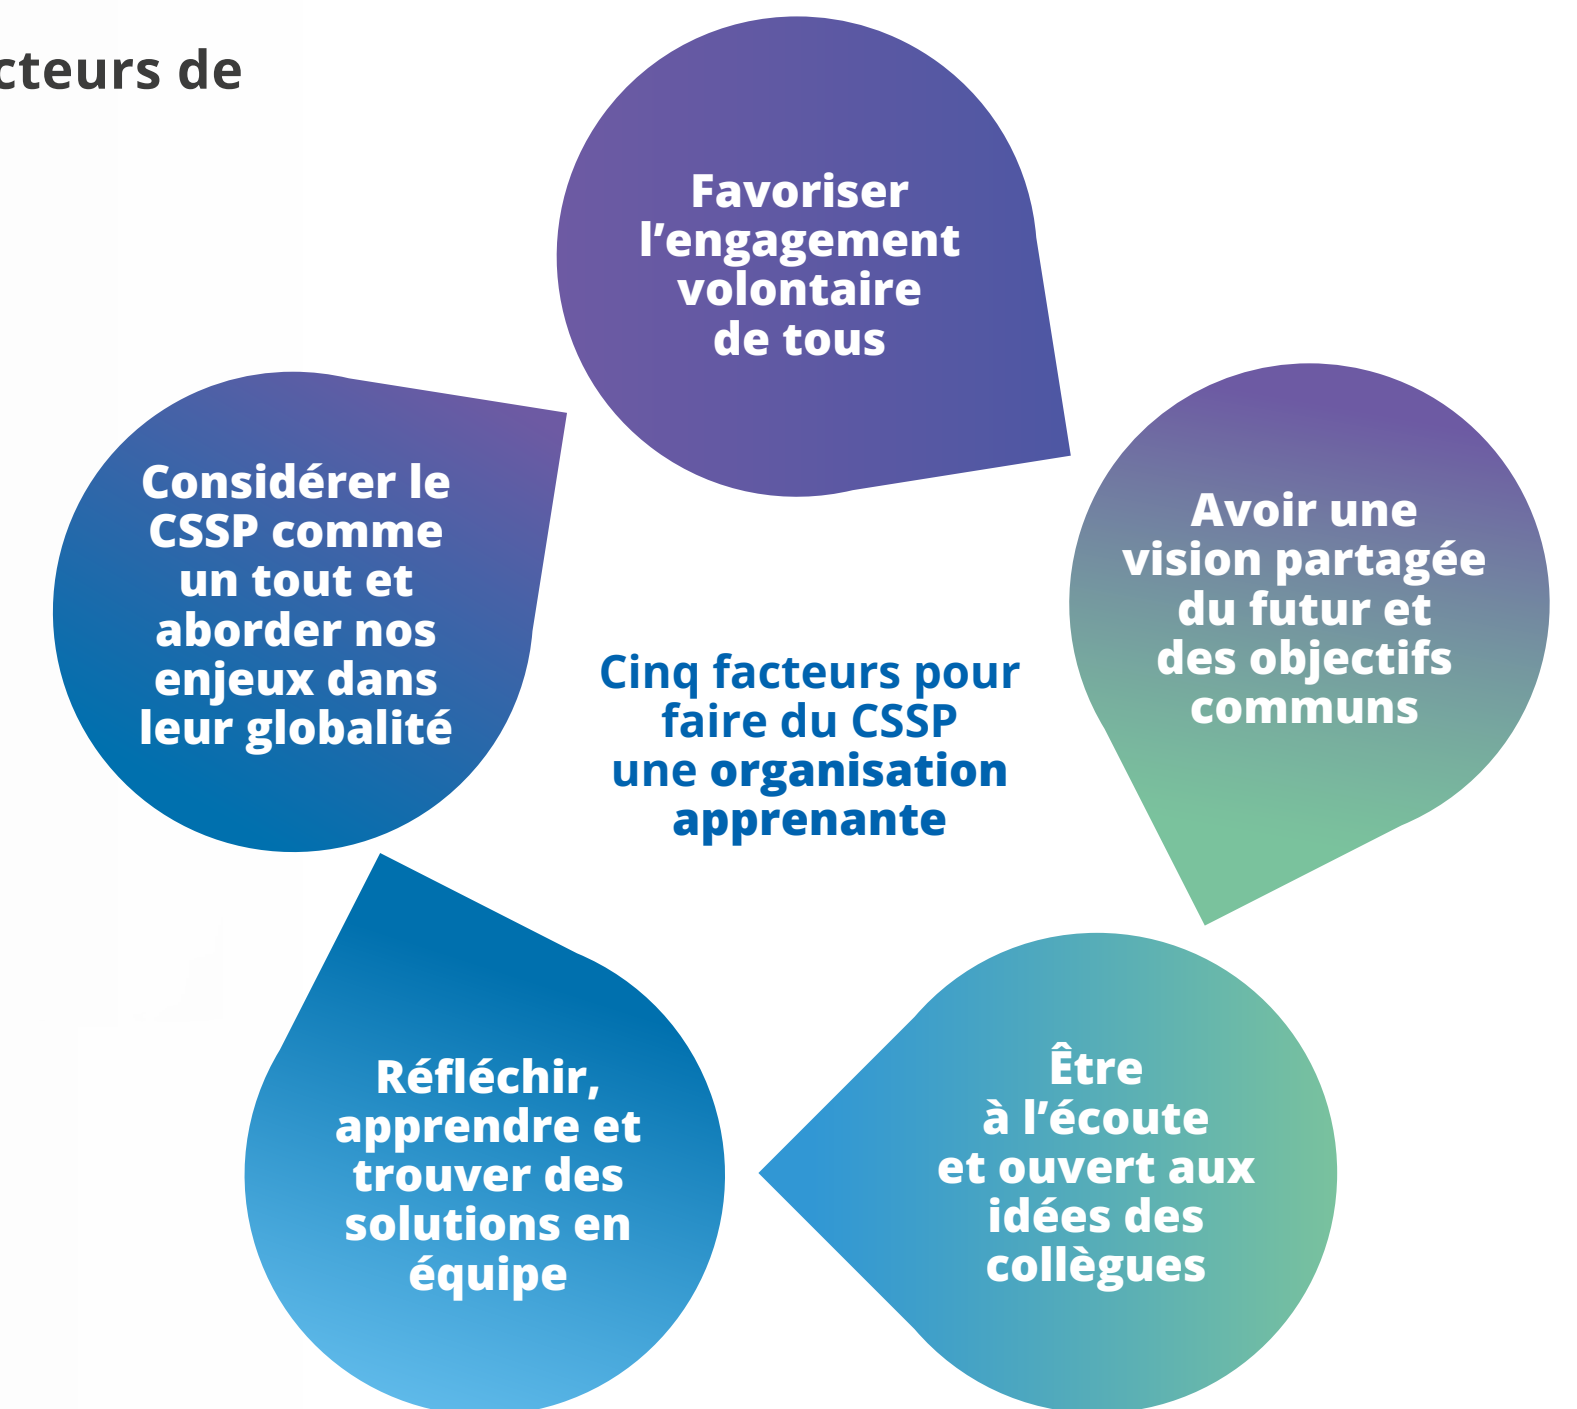 cteurs de
Favoriser
l’engagement
volontaire
de tous
Avoir une
vision partagée
du futur et
des objectifs
communs
Être
à l’écoute
et ouvert aux
idées des
collègues
Réfléchir,
apprendre et
trouver des
solutions en
équipe
Considérer le
CSSP comme
un tout et
aborder nos
enjeux dans
leur globalité
Cinq facteurs pour
faire du CSSP
une organisation
apprenante